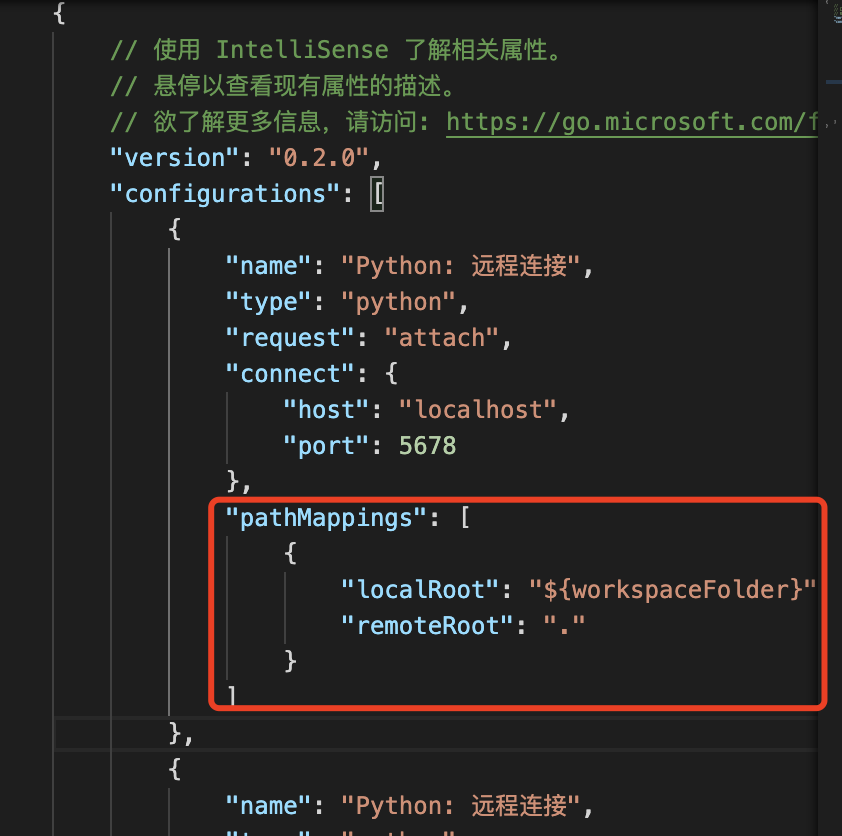 {
// 使用 IntelliSense 了解相关属性。
// 悬停以查看现有属性的描述。
// 欲了解更多信息，请访问: https://go.microsoft.com/f
"version": "0.2.0",
"configurations": [
{
"name": "Python: 远程连接",
"type": "python",
"request": "attach",
"connect": {
"host": "localhost",
"port": 5678
},
"pathMappings": [
{
"localRoot": "${workspaceFolder}"
"remoteRoot": "."
}
]
},
{
"name": "Python: 远程连接",